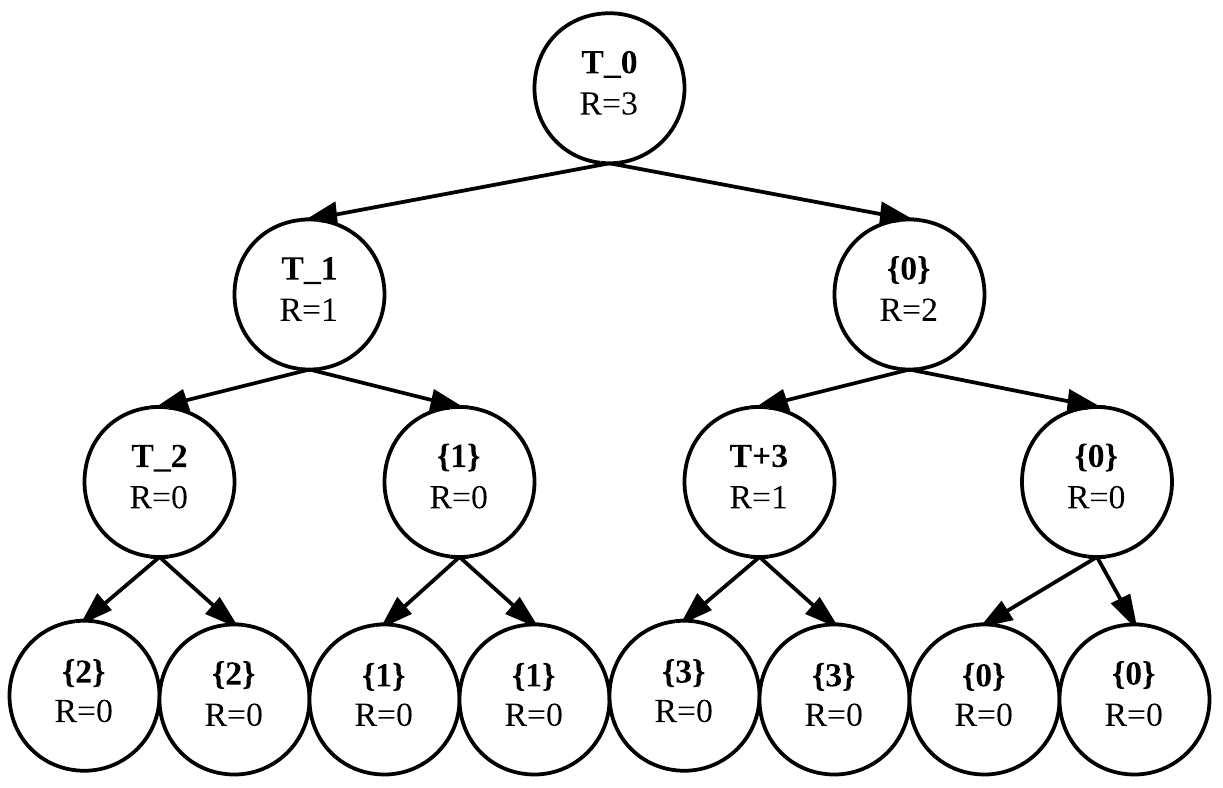 T_0
R=3
T_1
R=1
{0}
R=2
T_2
R=0
{1}
R=0
T+3
R=1
{0}
R=0
{2}
R=0
{2}
R=0
{1}
R=0
{1}
R=0
{3}
R=0
{3}
R=0
{0}
R=0
{0}
R=0